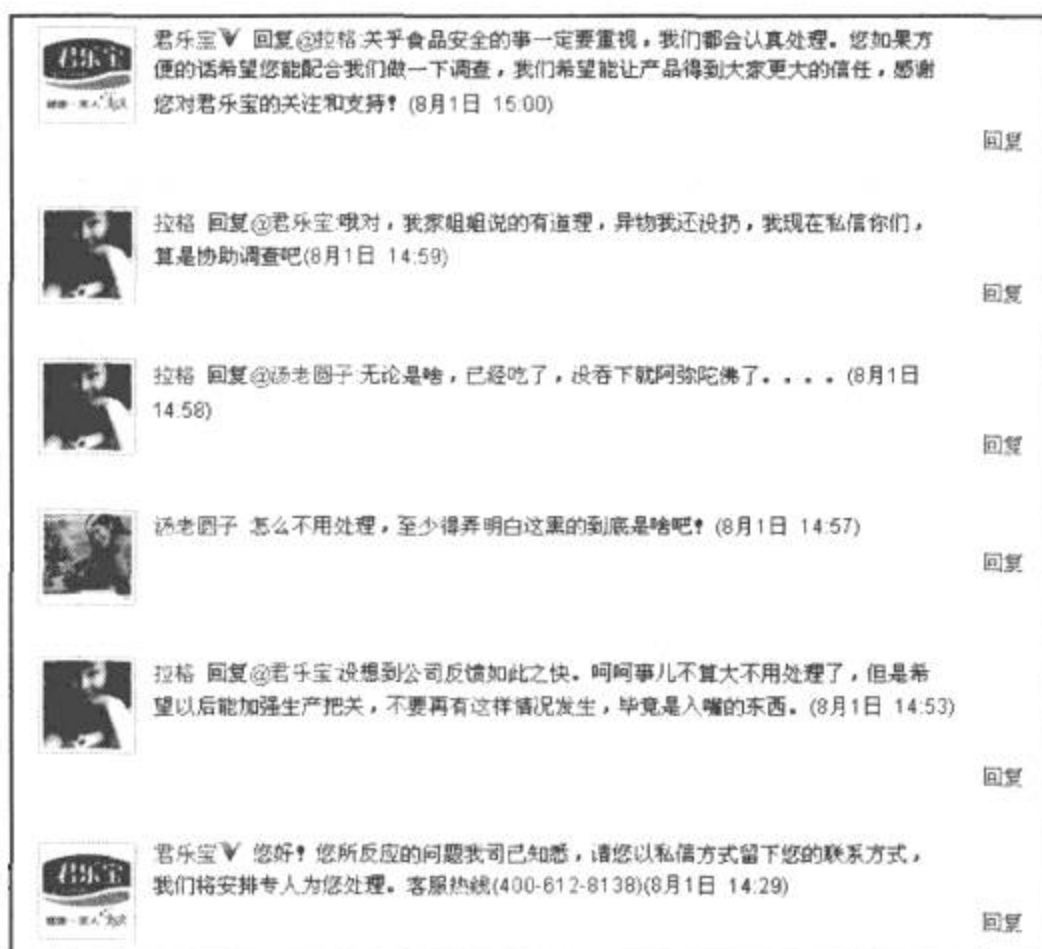 君乐宝V 回复@拉格:关乎食品安全的事一定要重视，我们都会认真处理。您如果方
便的话希望您能配合我们做一下调查，我们希望能让产品得到大家更大的信任，感谢
您对君乐宝的关注和支持！(8月1日 15:00)
回复
拉格 回复@君乐宝:哦对，我家姐姐说的有道理，异物我还没扔，我现在私信你们，
算是协助调查吧(8月1日 14:59)
回复
拉格 回复@汤老圆子:无论是啥，已经吃了，没吞下就阿弥陀佛了．．．．(8月1日
14:58)
回复
汤老圆子 怎么不用处理，至少得弄明白这黑的到底是啥吧！(8月1日 14:57)
回复
拉格 回复@君乐宝:没想到公司反馈如此之快。呵呵事儿不算大不用处理了，但是希
望以后能加强生产把关，不要再有这样情况发生，毕竟是入嘴的东西。(8月1日 14:53)
回复
君乐宝V 您好！您所反应的问题我司已知悉，请您以私信方式留下您的联系方式，
我们将安排专人为您处理。客服热线(400-612-8138)(8月1日 14:29)
回复